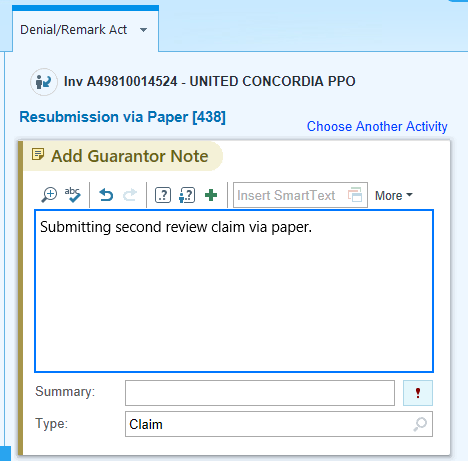 Denial/Remark Act
Inv A49810014524 - UNITED CONCORDIA PPO
Resubmission via Paper [438]
Choose Another Activity
Add Guarantor Note
abc
Insert SmartText
More
Submitting second review claim via paper.
Summary:
Type:
Claim